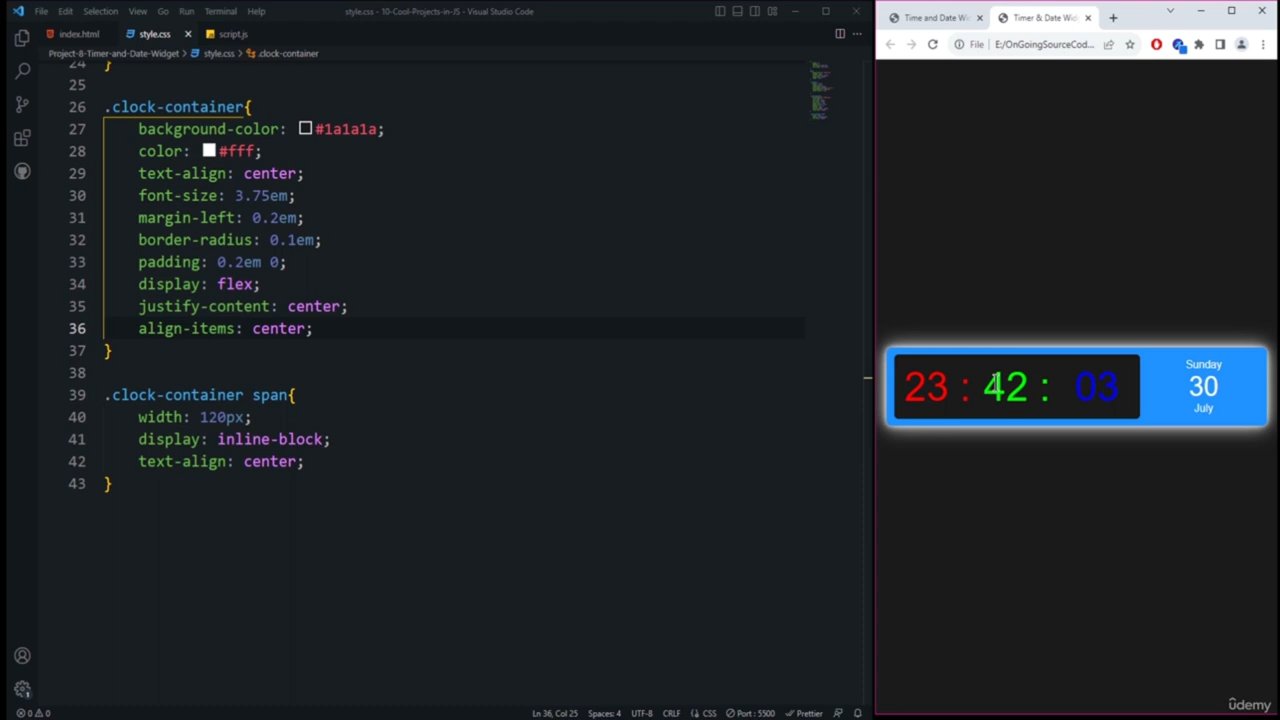 File Edit Selection View Go Run Terminal Help
style.css - 10-Cool-Projects-in-JS - Visual Studio Code
index.html style.css script.js
Project-8-Timer-and-Date-Widget > style.css > .clock-container
24 }
25
26 .clock-container{
27 background-color: #1a1a1a;
28 color: #fff;
29 text-align: center;
30 font-size: 3.75em;
31 margin-left: 0.2em;
32 border-radius: 0.1em;
33 padding: 0.2em 0;
34 display: flex;
35 justify-content: center;
36 align-items: center;
37 }
38
39 .clock-container span{
40 width: 120px;
41 display: inline-block;
42 text-align: center;
43 }
0 0
Ln 36, Col 25 Spaces: 4 UTF-8 CRLF CSS Port : 5500 Prettier
Time and Date Wi Timer & Date Wid
File E:/OnGoingSourceCod...
23 : 42 : 03
Sunday
30
July
ûdemy